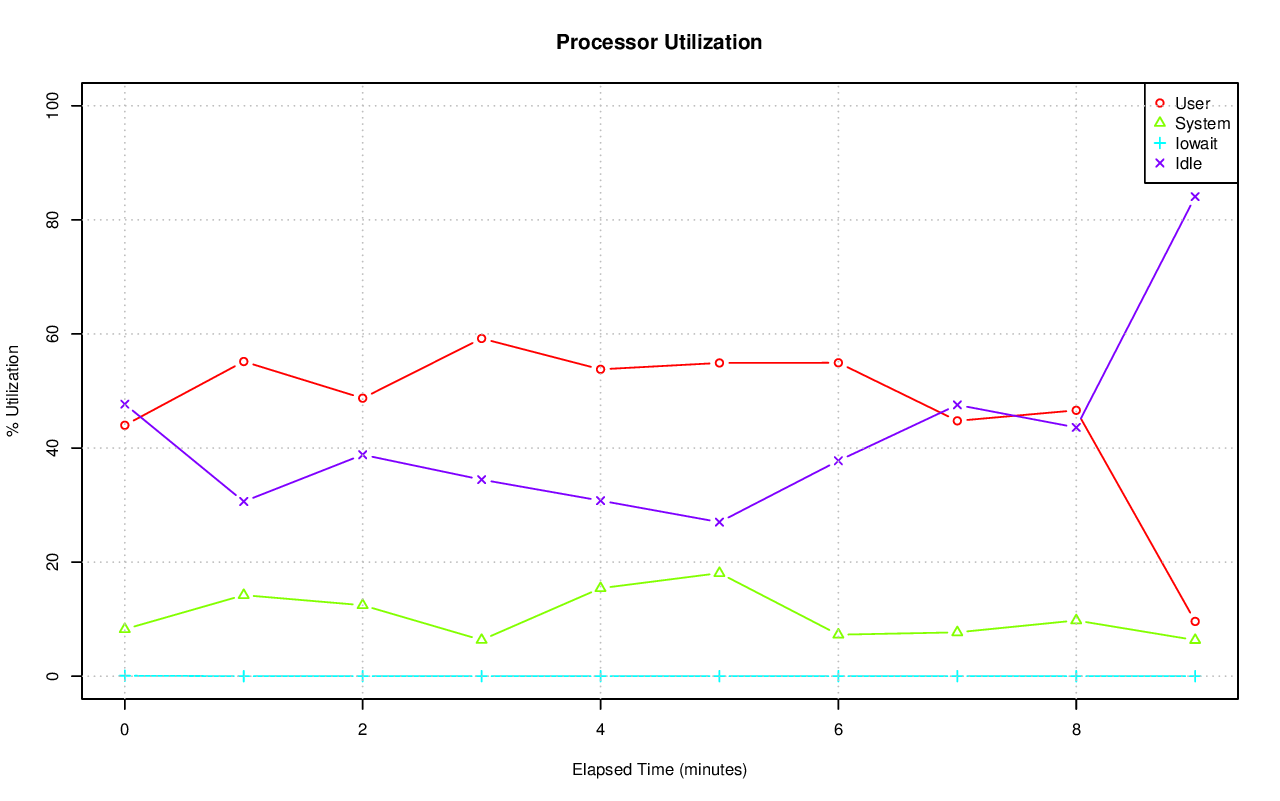 Processor Utilization
% Utilization
100
80
60
40
20
0
User
System
Iowait
Idle
0 2 4 6 8
Elapsed Time (minutes)